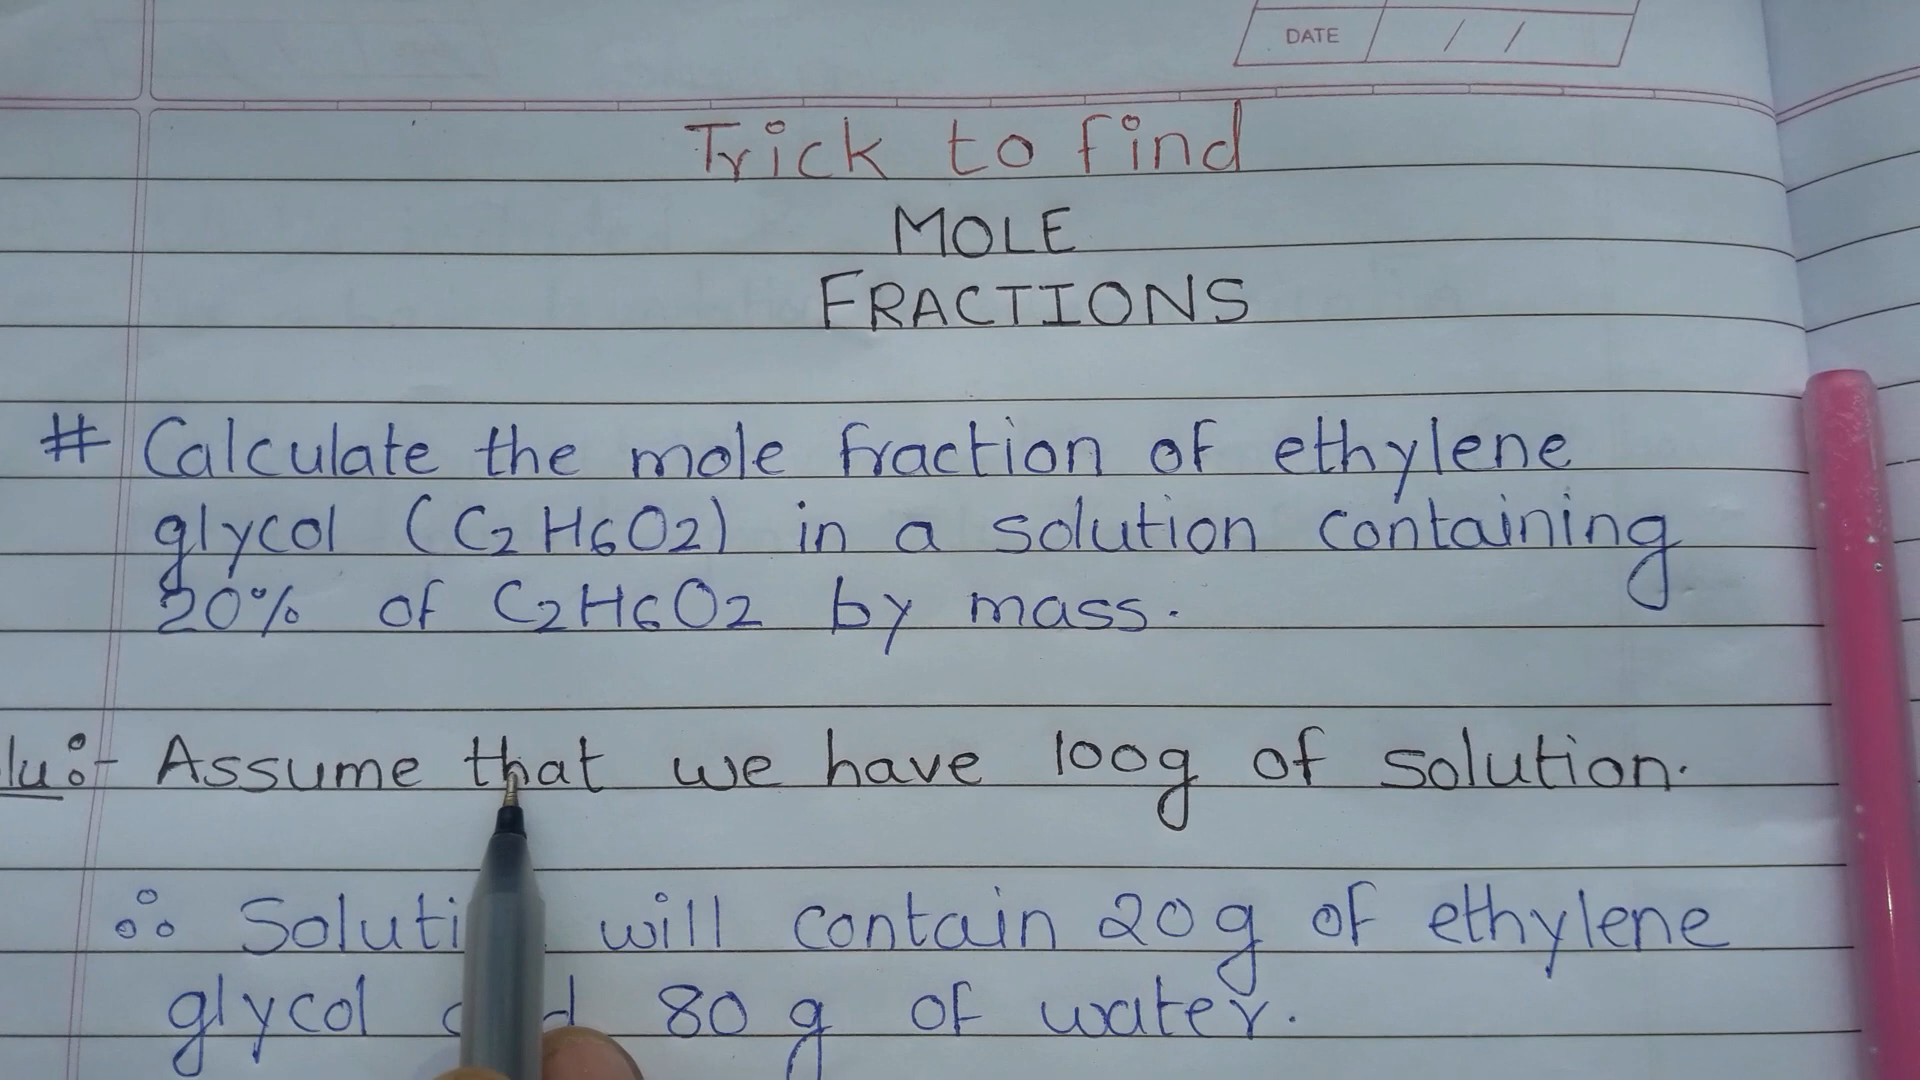 DATE / /
Trick to find
MOLE
FRACTIONS
# Calculate the mole fraction of ethylene
glycol (C2H6O2) in a solution containing
20% of C2H6O2 by mass.
lu:- Assume that we have 100g of solution.
∴ Soluti will contain 20g of ethylene
glycol 80 g of water.